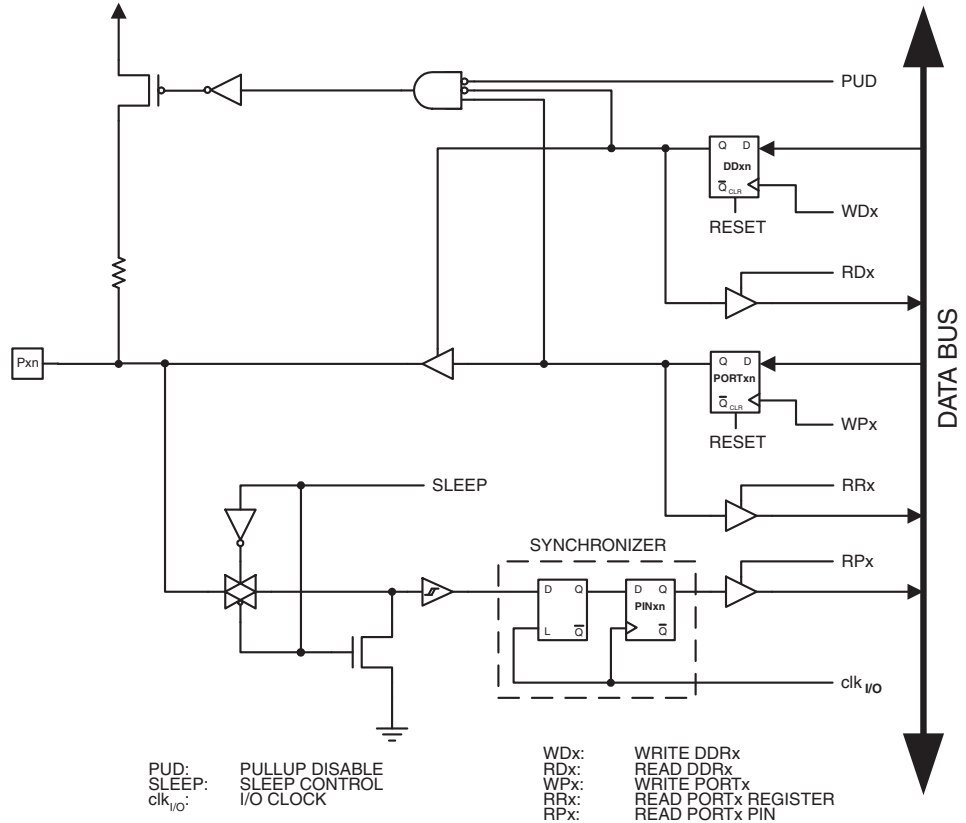 PUD
Q D
DDxn
Q CLR
WDx
RESET
RDx
Pxn
Q D
PORTxn
Q CLR
WPx
RESET
DATA BUS
SLEEP
RRx
SYNCHRONIZER
RPx
D Q
L Q
D Q
PINxn
Q
clk I/O
PUD: PULLUP DISABLE
SLEEP: SLEEP CONTROL
clkI/O: I/O CLOCK
WDx: WRITE DDRx
RDx: READ DDRx
WPx: WRITE PORTx
RRx: READ PORTx REGISTER
RPx: READ PORTx PIN